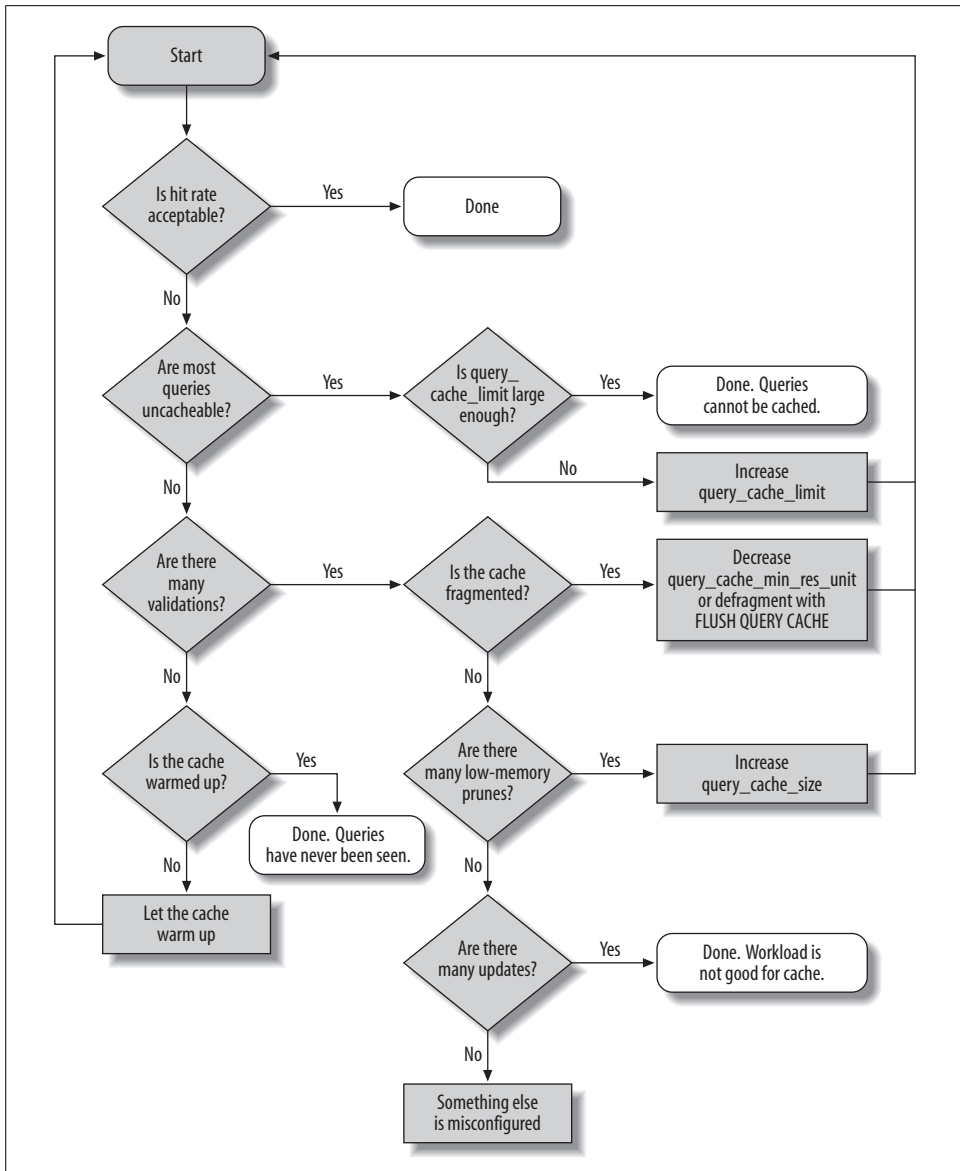 Start
Is hit rate
acceptable?
Yes
Done
No
Are most
queries
uncacheable?
Yes
Is query_
cache_limit large
enough?
Yes
Done. Queries
cannot be cached.
No
Increase
query_cache_limit
No
Are there
many
validations?
Yes
Is the cache
fragmented?
Yes
Decrease
query_cache_min_res_unit
or defragment with
FLUSH QUERY CACHE
No
No
Is the cache
warmed up?
Yes
Done. Queries
have never been seen.
Are there
many low-memory
prunes?
Yes
Increase
query_cache_size
No
Let the cache
warm up
No
Are there
many updates?
Yes
Done. Workload is
not good for cache.
No
Something else
is misconfigured